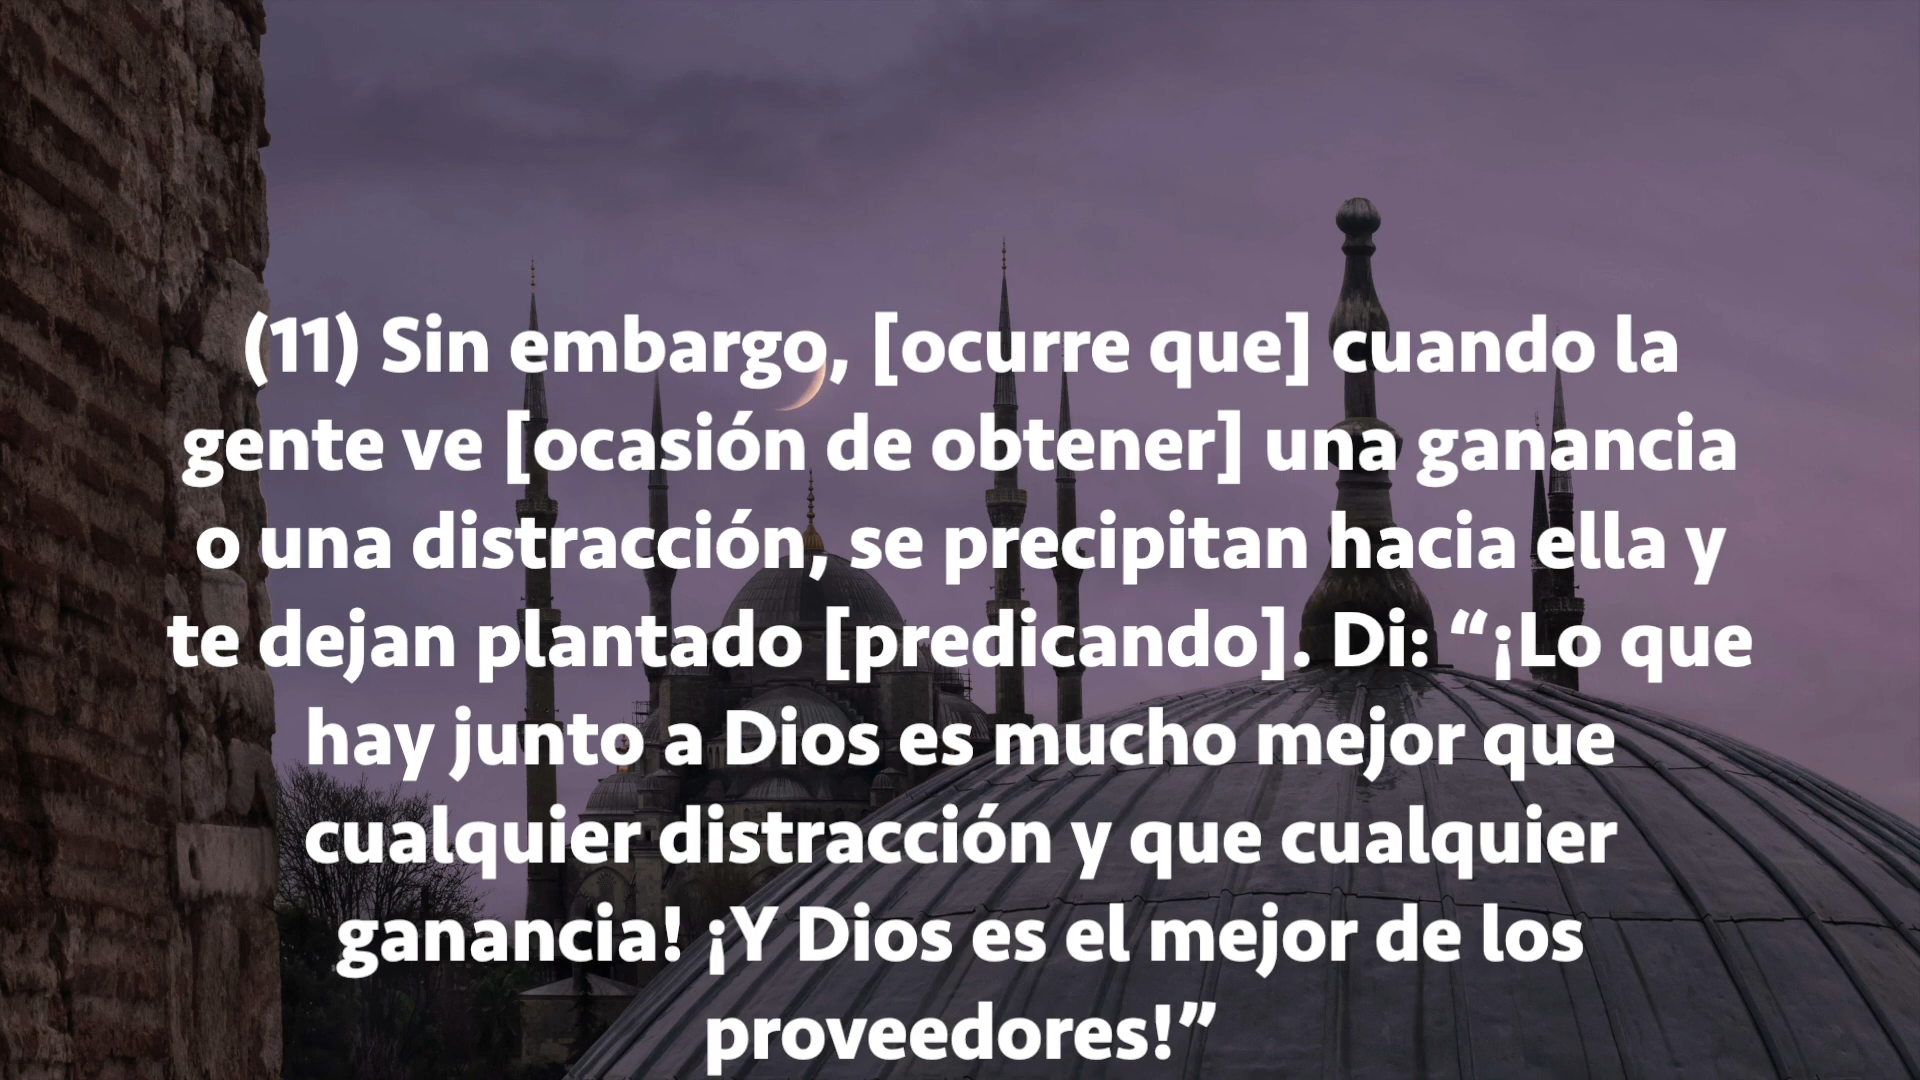 (11) Sin embargo, [ocurre que] cuando la
gente ve [ocasión de obtener] una ganancia
o una distracción, se precipitan hacia ella y
te dejan plantado [predicando]. Di: “¡Lo que
hay junto a Dios es mucho mejor que
cualquier distracción y que cualquier
ganancia! ¡Y Dios es el mejor de los
proveedores!”